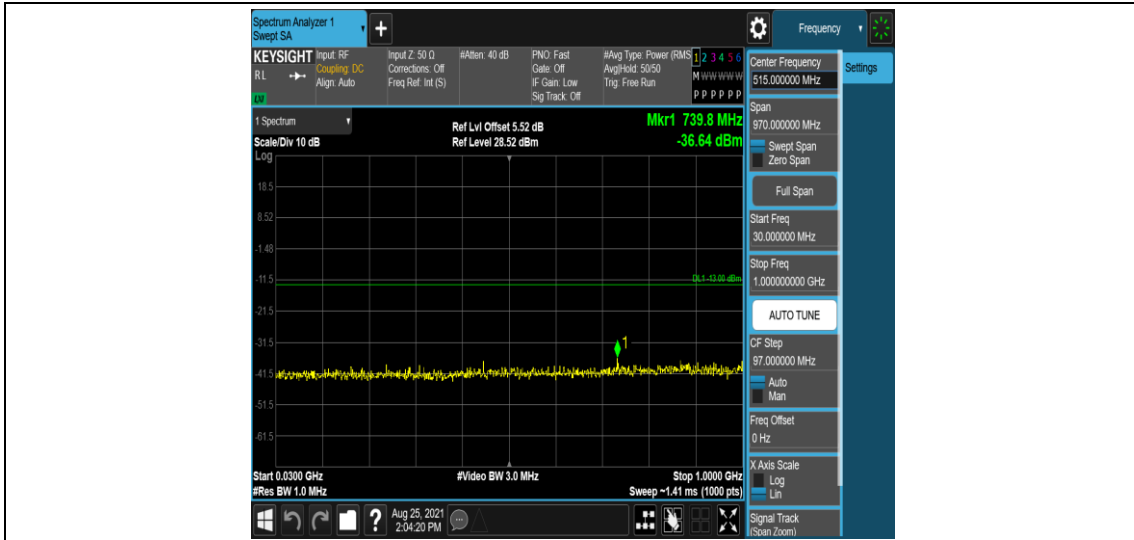 Spectrum Analyzer 1
Swept SA
+
Frequency
KEYSIGHT
RL
Input: RF
Coupling: DC
Align: Auto
Input Z: 50 Ω
Corrections: Off
Freq Ref: Int (S)
#Atten: 40 dB
PNO: Fast
Gate: Off
IF Gain: Low
Sig Track: Off
#Avg Type: Power (RMS
Avg|Hold: 50/50
Trig: Free Run
1 2 3 4 5 6
M W W W W W
P P P P P P
1 Spectrum
Scale/Div 10 dB
Log
Ref Lvl Offset 5.52 dB
Ref Level 28.52 dBm
Mkr1 739.8 MHz
-36.64 dBm
18.5
8.52
-1.48
-11.5
-21.5
-31.5
-41.5
-51.5
-61.5
DL1 -13.00 dBm
1
Start 0.0300 GHz
#Res BW 1.0 MHz
#Video BW 3.0 MHz
Stop 1.0000 GHz
Sweep ~1.41 ms (1000 pts)
Aug 25, 2021
2:04:20 PM
?
Center Frequency
515.000000 MHz
Settings
Span
970.000000 MHz
Swept Span
Zero Span
Full Span
Start Freq
30.000000 MHz
Stop Freq
1.000000000 GHz
AUTO TUNE
CF Step
97.000000 MHz
Auto
Man
Freq Offset
0 Hz
X Axis Scale
Log
Lin
Signal Track
(Span Zoom)